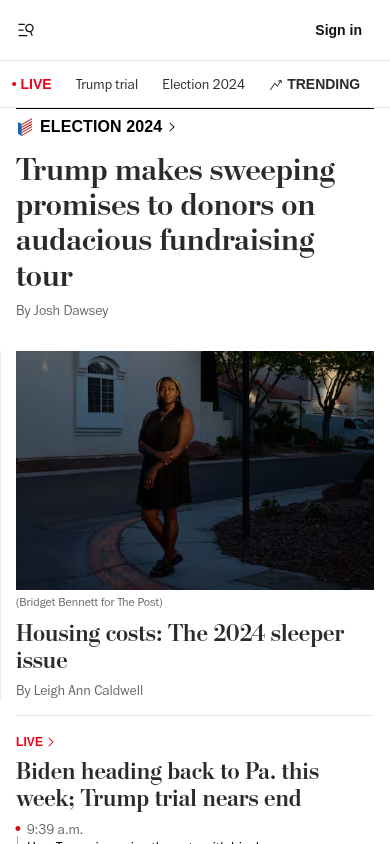 Sign in
LIVE
Trump trial
Election 2024
TRENDING
ELECTION 2024
Trump makes sweeping
promises to donors on
audacious fundraising
tour
By Josh Dawsey
(Bridget Bennett for The Post)
Housing costs: The 2024 sleeper
issue
By Leigh Ann Caldwell
LIVE
Biden heading back to Pa. this
week; Trump trial nears end
9:39 a.m.